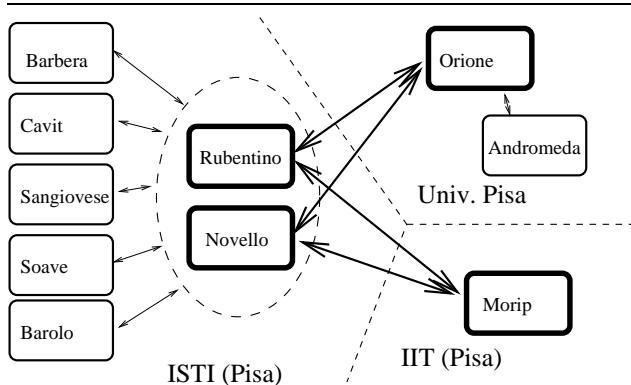 Barbera
Cavit
Sangiovese
Soave
Barolo
Rubentino
Novello
ISTI (Pisa)
Orione
Andromeda
Univ. Pisa
Morip
IIT (Pisa)